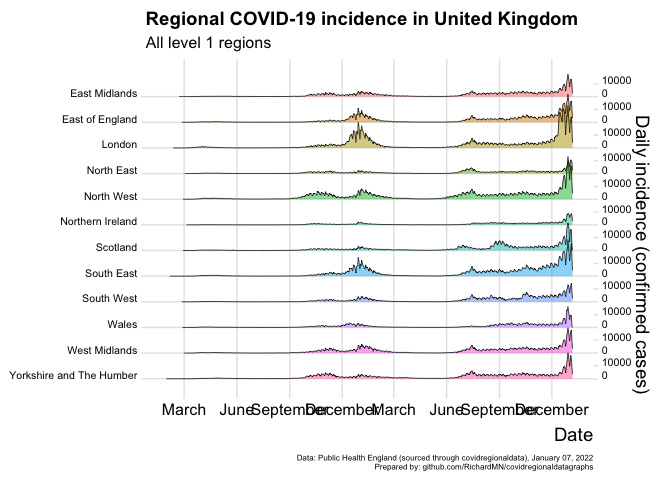 Regional COVID-19 incidence in United Kingdom
All level 1 regions
East Midlands
10000
0
East of England
10000
0
London
10000
0
North East
10000
0
North West
10000
0
Northern Ireland
10000
0
Scotland
10000
0
South East
10000
0
South West
10000
0
Wales
10000
0
West Midlands
10000
0
Yorkshire and The Humber
10000
0
Daily incidence (confirmed cases)
March June September December March June September December
Date
Data: Public Health England (sourced through covidregionaldata), January 07, 2022
Prepared by: github.com/RichardMN/covidregionaldatagraphs